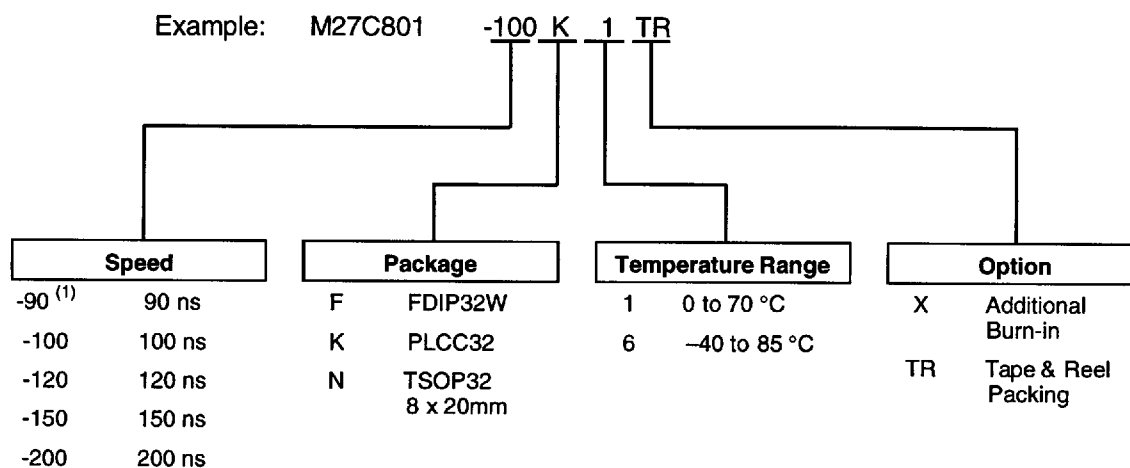 Example: M27C801 -100 K 1 TR
Speed
-90 (1) 90 ns
-100 100 ns
-120 120 ns
-150 150 ns
-200 200 ns
Package
F FDIP32W
K PLCC32
N TSOP32
8 x 20mm
Temperature Range
1 0 to 70 °C
6 –40 to 85 °C
Option
X Additional
Burn-in
TR Tape & Reel
Packing